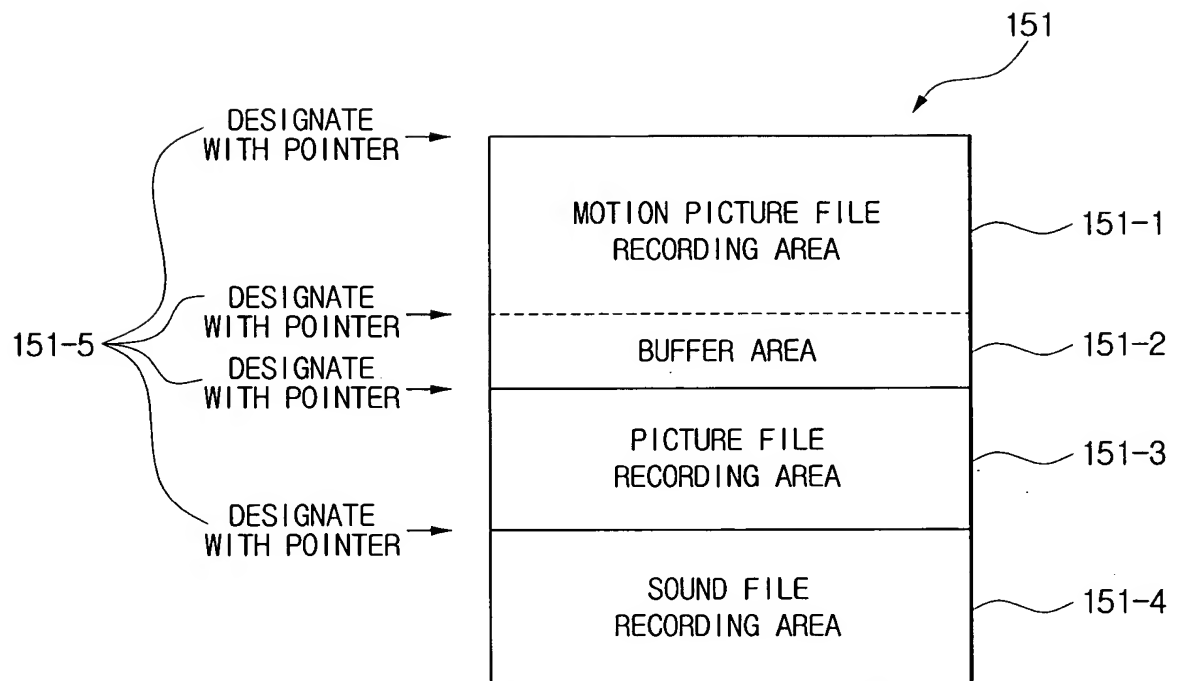 151
DESIGNATE
WITH POINTER
MOTION PICTURE FILE
RECORDING AREA
151-1
DESIGNATE
WITH POINTER
151-5
BUFFER AREA
151-2
DESIGNATE
WITH POINTER
PICTURE FILE
RECORDING AREA
151-3
DESIGNATE
WITH POINTER
SOUND FILE
RECORDING AREA
151-4